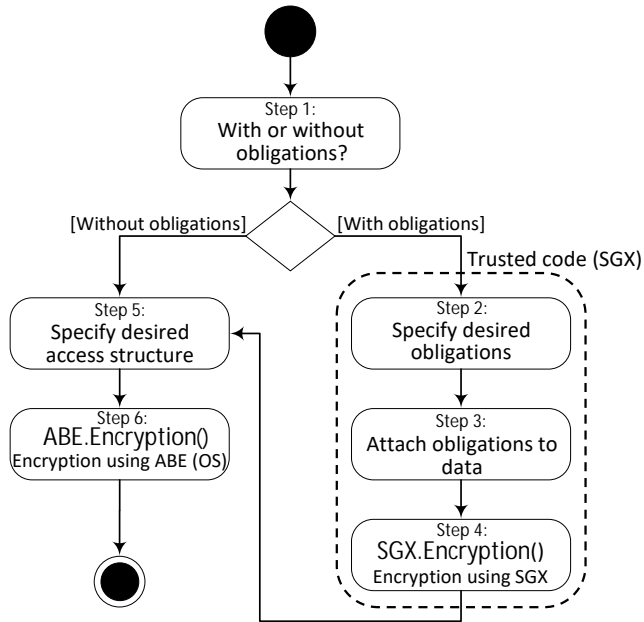 Step 1:
With or without
obligations?
[Without obligations]
[With obligations]
Trusted code (SGX)
Step 5:
Specify desired
access structure
Step 2:
Specify desired
obligations
Step 6:
ABE.Encryption()
Encryption using ABE (OS)
Step 3:
Attach obligations to
data
Step 4:
SGX.Encryption()
Encryption using SGX